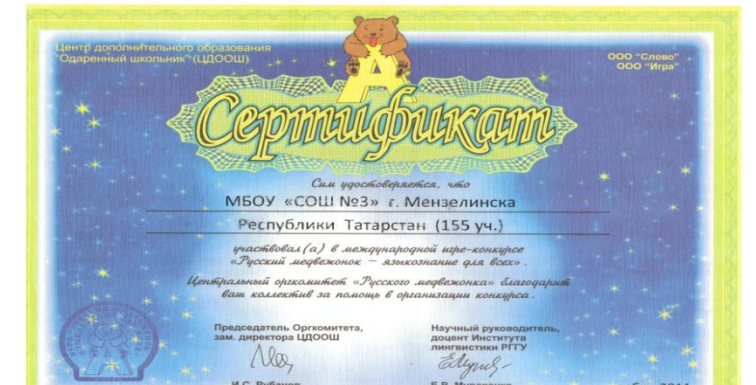 Центр дополнительного образования
"Одаренный школьник" (ЦДООШ)
ООО "Слово"
ООО "Игра"
А
Сертификат
Сим удостоверяется, что
МБОУ «СОШ №3» г. Мензелинска
Республики Татарстан (155 уч.)
участвовал(а) в международной игре-конкурсе
«Русский медвежонок — языкознание для всех».
Центральный оргкомитет «Русского медвежонка» благодарит
ваш коллектив за помощь в организации конкурса.
Председатель Оргкомитета,
зам. директора ЦДООШ
Научный руководитель,
доцент Института
лингвистики РГГУ
И.С. Рубанов
2011